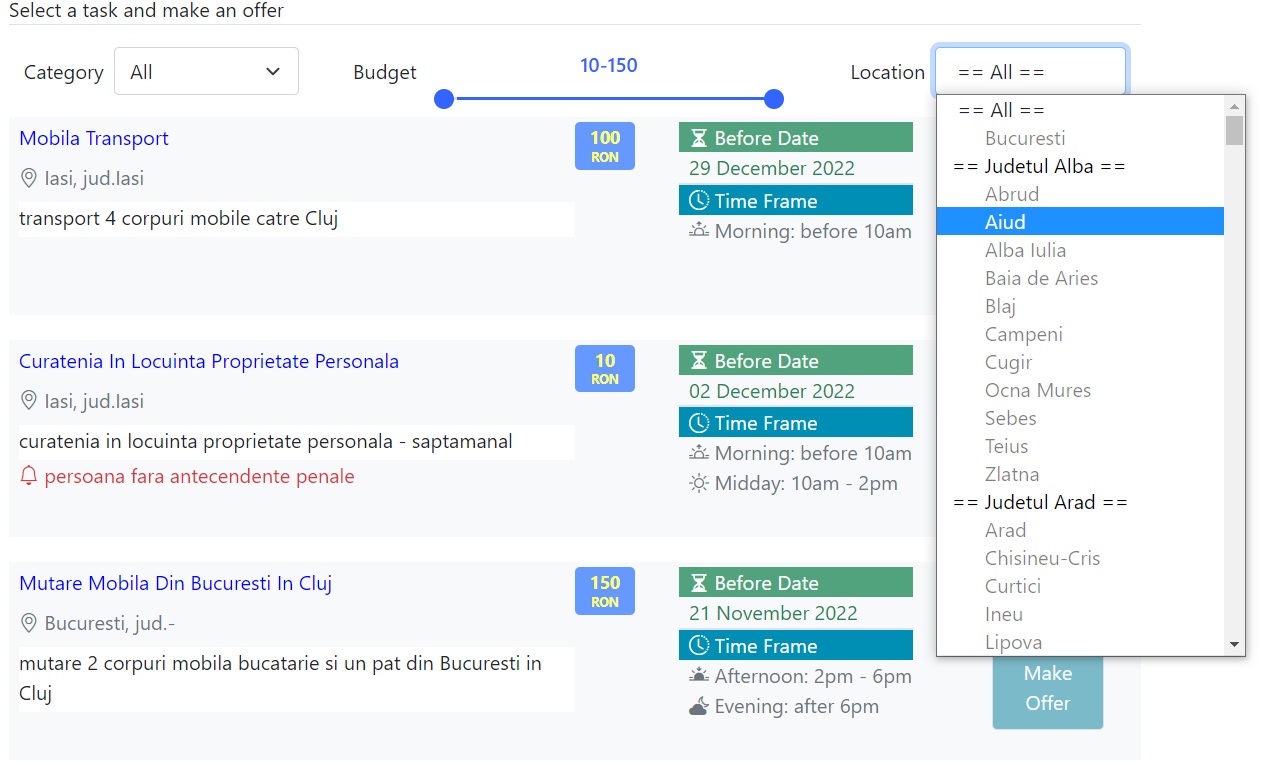 Select a task and make an offer
Category All Budget 10-150 Location == All ==
Mobila Transport
Iasi, jud.Iasi
transport 4 corpuri mobile catre Cluj
100
RON
Before Date
29 December 2022
Time Frame
Morning: before 10am
Curatenia In Locuinta Proprietate Personala
Iasi, jud.Iasi
curatenia in locuinta proprietate personala - saptamanal
persoana fara antecendente penale
10
RON
Before Date
02 December 2022
Time Frame
Morning: before 10am
Midday: 10am - 2pm
Mutare Mobila Din Bucuresti In Cluj
Bucuresti, jud.-
mutare 2 corpuri mobila bucatarie si un pat din Bucuresti in
Cluj
150
RON
Before Date
21 November 2022
Time Frame
Afternoon: 2pm - 6pm
Evening: after 6pm
== All ==
Bucuresti
== Judetul Alba ==
Abrud
Aiud
Alba Iulia
Baia de Aries
Blaj
Campeni
Cugir
Ocna Mures
Sebes
Teius
Zlatna
== Judetul Arad ==
Arad
Chisineu-Cris
Curtici
Ineu
Lipova
Make
Offer